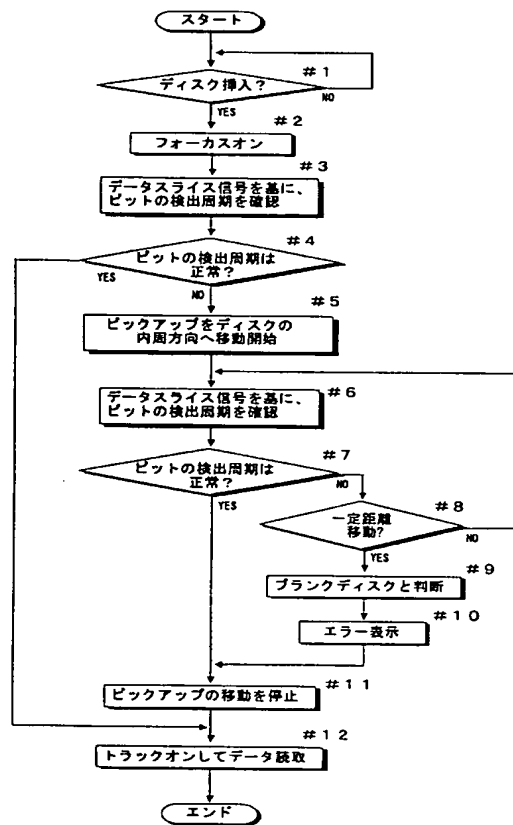 スタート
#1
ディスク挿入?
NO
YES
#2
フォーカスオン
#3
データスライス信号を基に、
ピットの検出周期を確認
#4
ピットの検出周期は
正常?
YES
NO
#5
ピックアップをディスクの
内周方向へ移動開始
#6
データスライス信号を基に、
ピットの検出周期を確認
#7
ピットの検出周期は
正常?
NO
YES
#8
一定距離
移動?
NO
YES
#9
ブランクディスクと判断
#10
エラー表示
#11
ピックアップの移動を停止
#12
トラックオンしてデータ読取
エンド